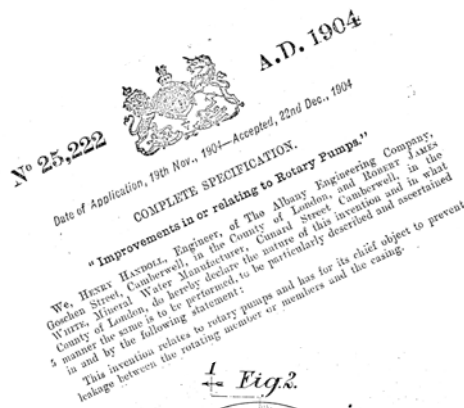 Nº 25,222
A.D. 1904
Date of Application, 19th Nov., 1904—Accepted, 22nd Dec., 1904
COMPLETE SPECIFICATION.
"Improvements in or relating to Rotary Pumps."
We, HENRY HANDOLL, Engineer, of The Albany Engineering Company,
Goschen Street, Camberwell, in the County of London, and ROBERT JAMES
WHITE, Mineral Water Manufacturer, Cunard Street, Camberwell, in the
County of London, do hereby declare the nature of this invention and in what
5 manner the same is to be performed, to be particularly described and ascertained
in and by the following statement:
This invention relates to rotary pumps and has for its chief object to prevent
leakage between the rotating member or members and the casing.
1
Fig.2.